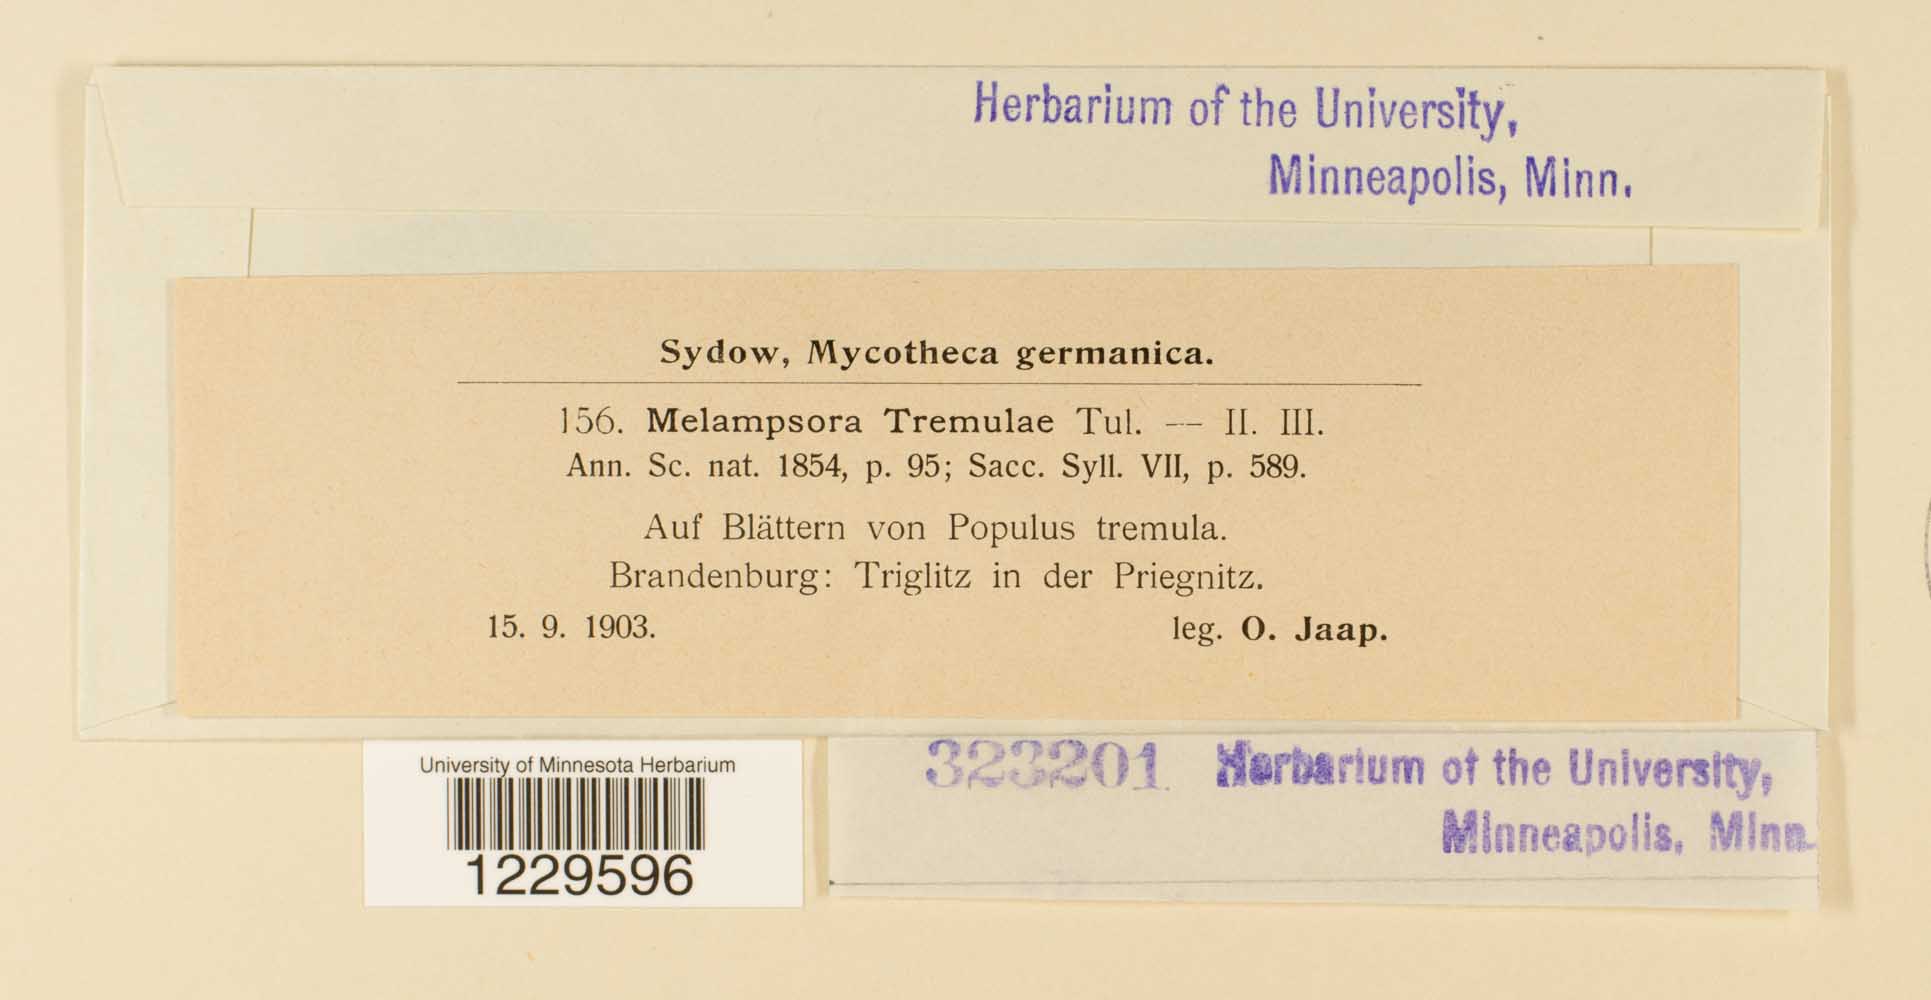 Herbarium of the University,
Minneapolis, Minn.
Sydow, Mycotheca germanica.
156. Melampsora Tremulae Tul. — II. III.
Ann. Sc. nat. 1854, p. 95; Sacc. Syll. VII, p. 589.
Auf Blättern von Populus tremula.
Brandenburg: Triglitz in der Priegnitz.
15. 9. 1903. leg. O. Jaap.
323201 Herbarium of the University,
Minneapolis, Minn.
University of Minnesota Herbarium
1229596